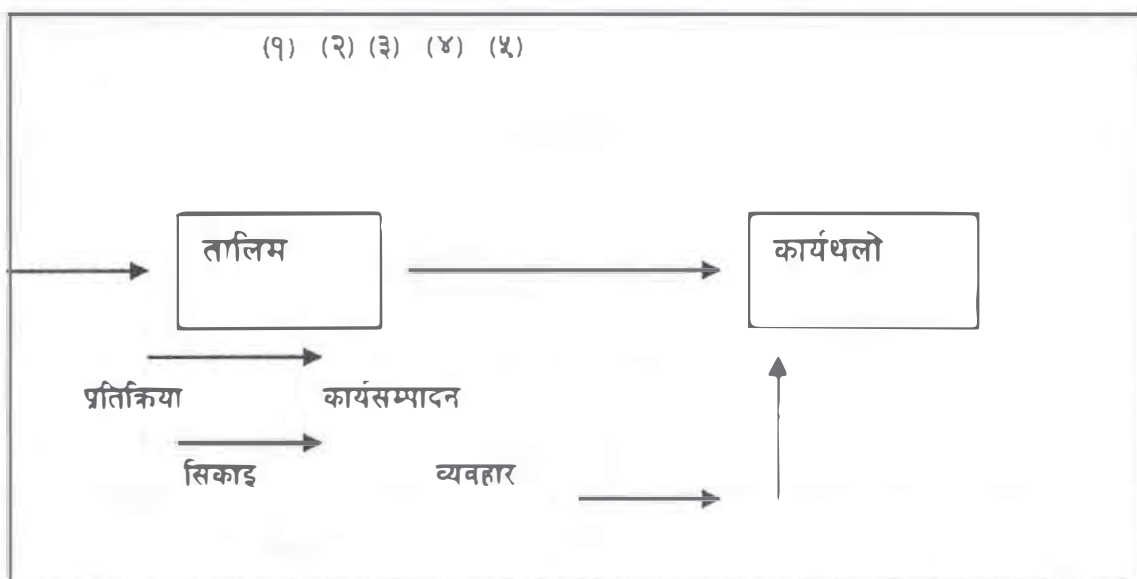 (१) (२) (३) (४) (५)
तालिम कार्यथलो
प्रतिक्रिया कार्यसम्पादन
सिकाइ व्यवहार